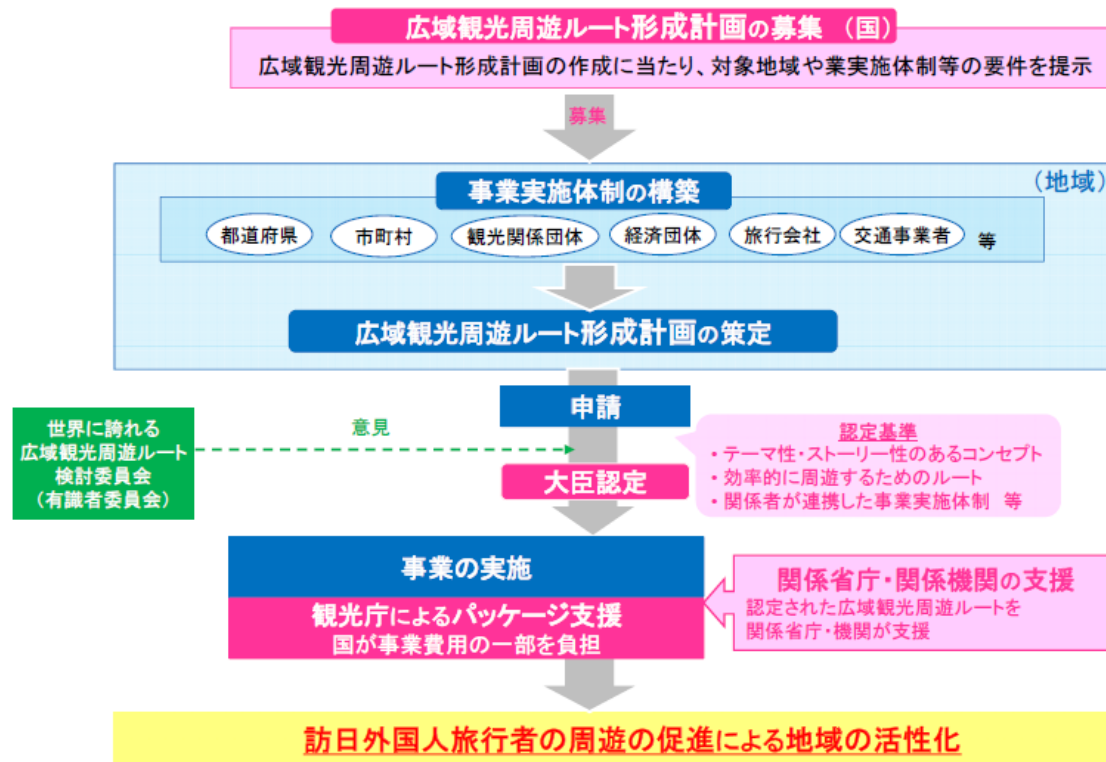 広域観光周遊ルート形成計画の募集 （国）
広域観光周遊ルート形成計画の作成に当たり、対象地域や業実施体制等の要件を提示
募集
（地域）
事業実施体制の構築
都道府県 市町村 観光関係団体 経済団体 旅行会社 交通事業者 等
広域観光周遊ルート形成計画の策定
申請
世界に誇れる
広域観光周遊ルート
検討委員会
（有識者委員会）
意見
認定基準
・テーマ性・ストーリー性のあるコンセプト
・効率的に周遊するためのルート
・関係者が連携した事業実施体制 等
大臣認定
事業の実施
観光庁によるパッケージ支援
国が事業費用の一部を負担
関係省庁・関係機関の支援
認定された広域観光周遊ルートを
関係省庁・機関が支援
訪日外国人旅行者の周遊の促進による地域の活性化